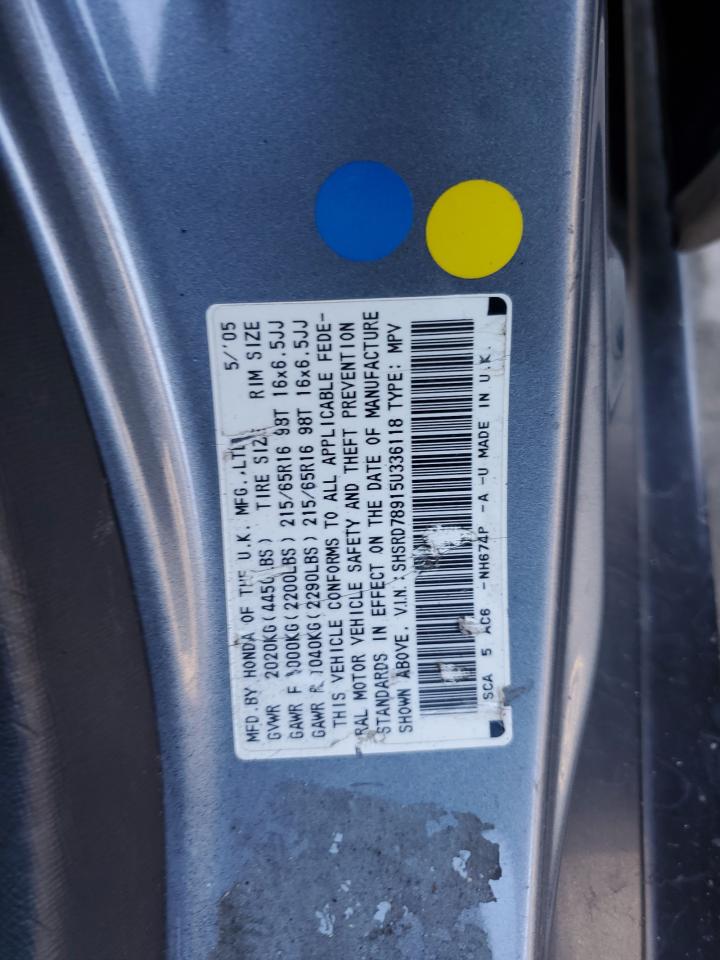 MFD.BY HONDA OF THE U.K. MFG.,LTD. 5/'05
GVWR 2020KG(4450LBS) TIRE SIZE RIM SIZE
GAWR F 1000KG(2200LBS) 215/65R16 98T 16x6.5JJ
GAWR R 1040KG(2290LBS) 215/65R16 98T 16x6.5JJ
THIS VEHICLE CONFORMS TO ALL APPLICABLE FEDE-
RAL MOTOR VEHICLE SAFETY AND THEFT PREVENTION
STANDARDS IN EFFECT ON THE DATE OF MANUFACTURE
SHOWN ABOVE. V.I.N.:SHSRD78915U336118 TYPE: MPV
SCA 5 AC6 -NH674P -A -U MADE IN U.K.